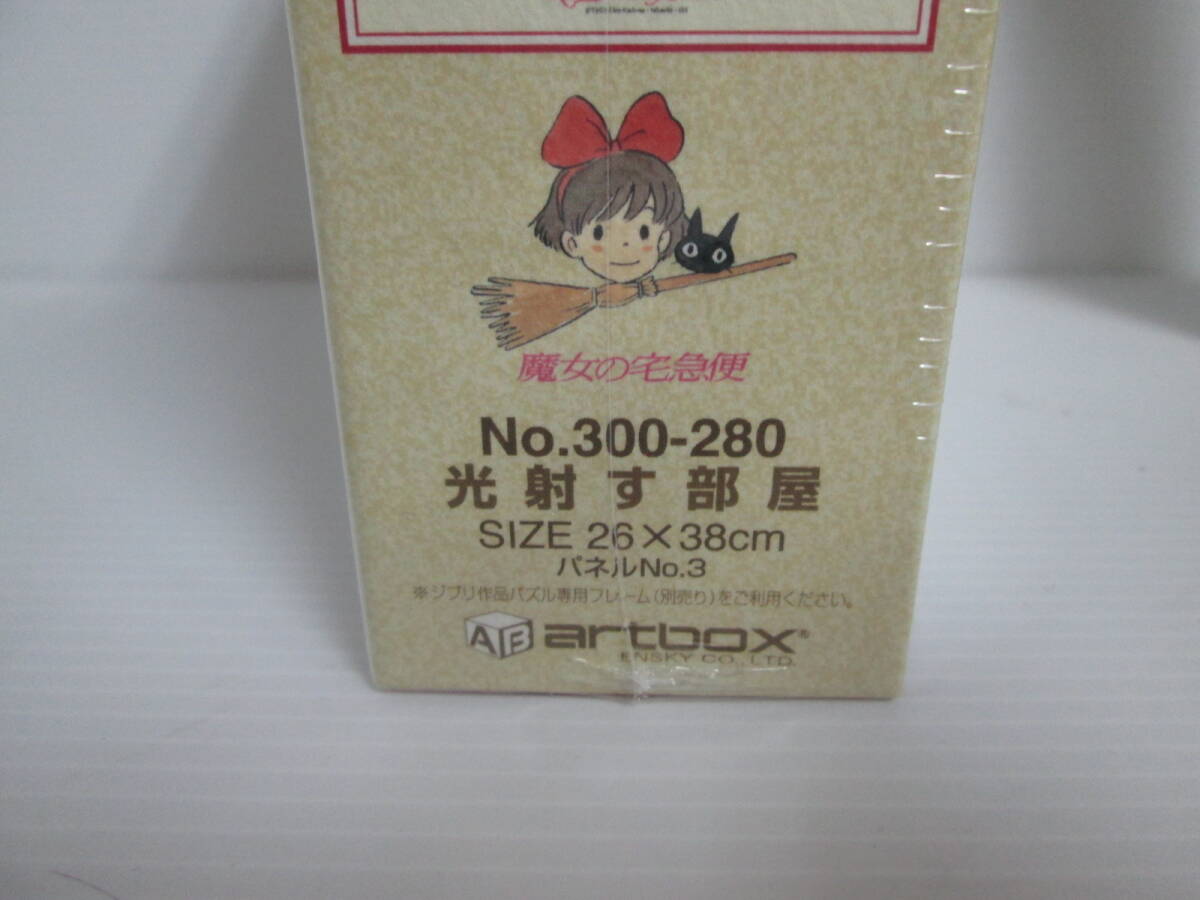 魔女の宅急便
No.300-280
光射す部屋
SIZE 26×38cm
パネルNo.3
※ジブリ作品パズル専用フレーム(別売り)をご利用ください。
AB artbox®
ENSKY CO., LTD.